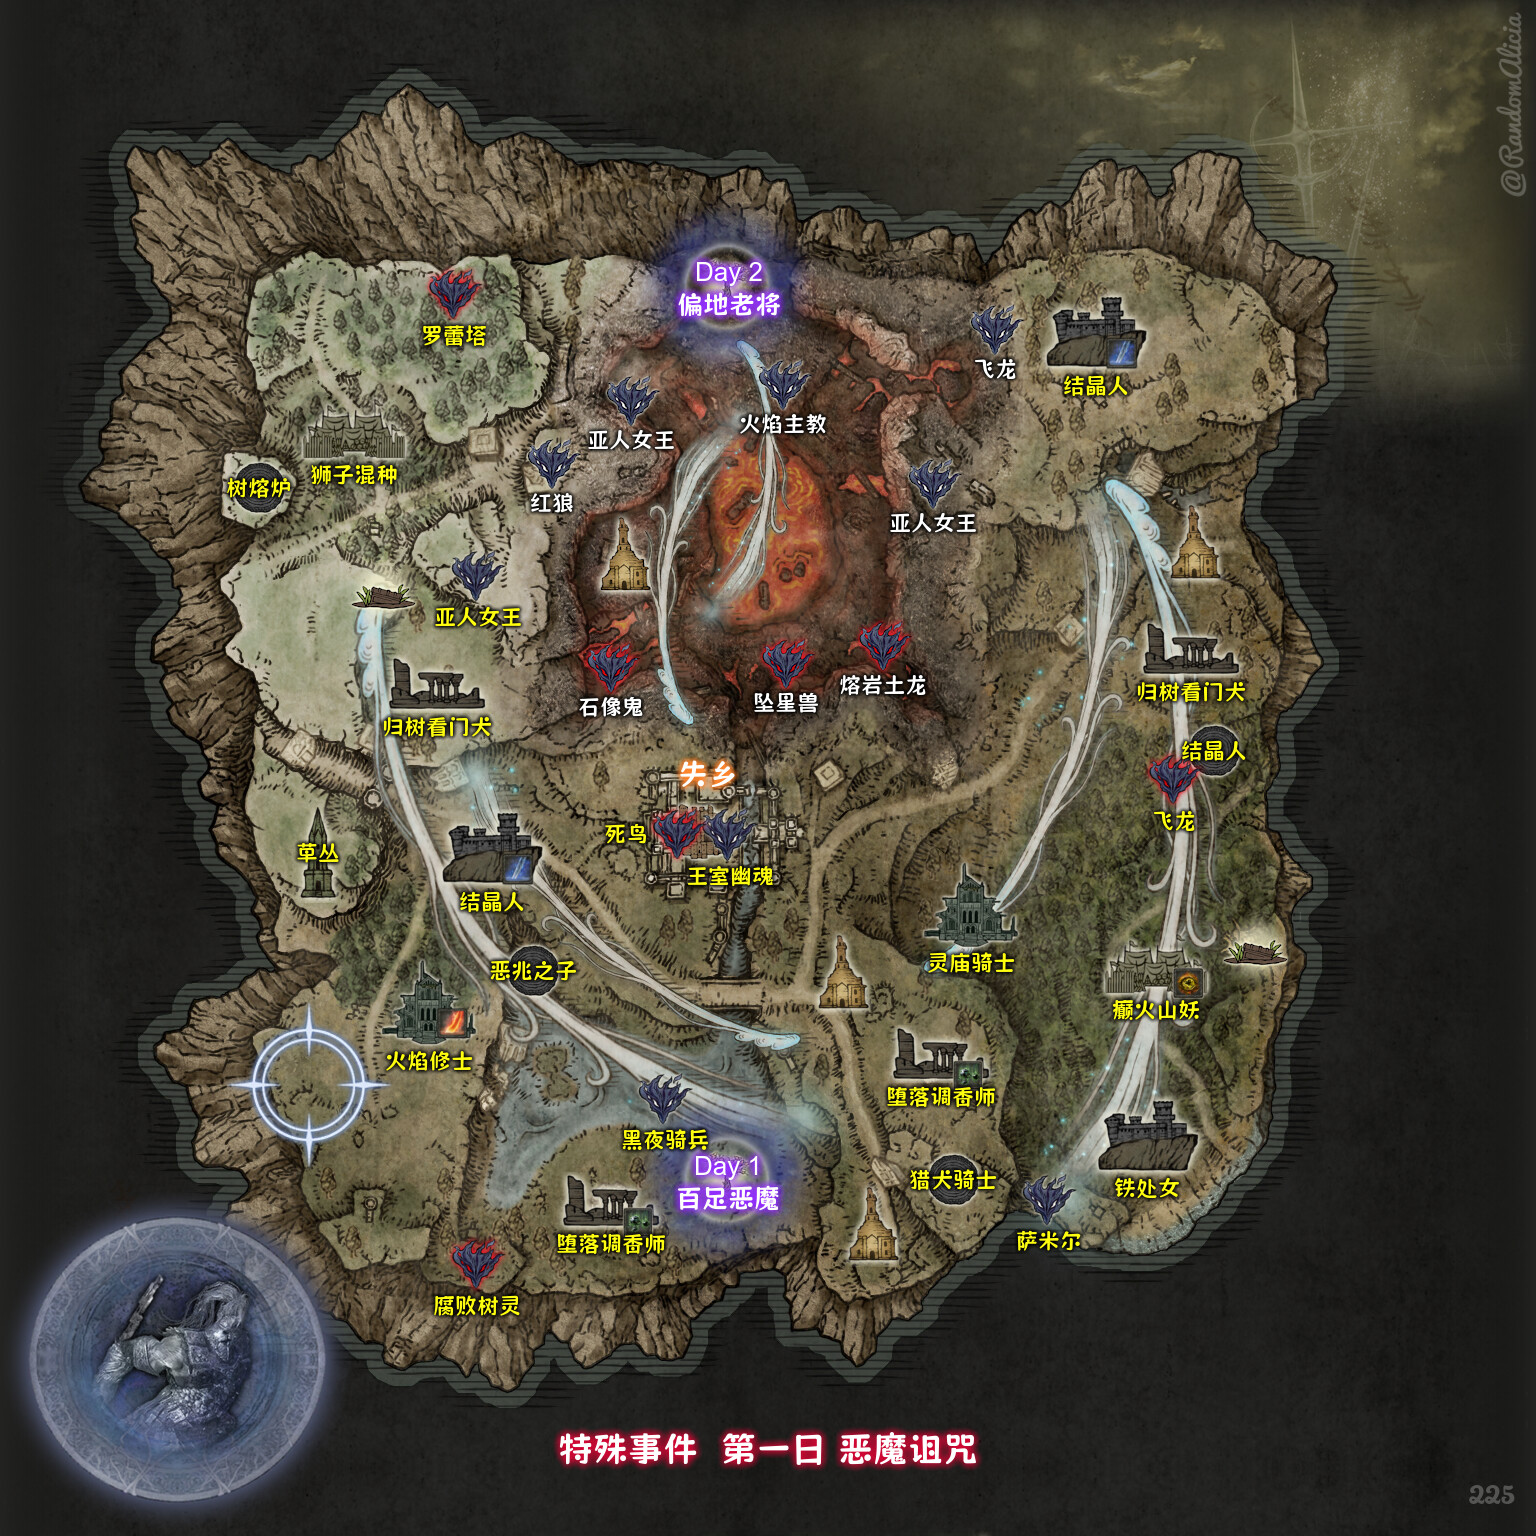 @RandomAlicia
Day 2
偏地老将
罗蕾塔
飞龙
结晶人
亚人女王
火焰主教
狮子混种
树熔炉
红狼
亚人女王
亚人女王
归树看门犬
石像鬼
坠星兽
熔岩土龙
归树看门犬
结晶人
失乡
飞龙
死鸟
王室幽魂
草丛
结晶人
恶兆之子
灵庙骑士
癫火山妖
火焰修士
堕落调香师
黑夜骑兵
Day 1
百足恶魔
猎犬骑士
铁处女
堕落调香师
萨米尔
腐败树灵
特殊事件 第一日 恶魔诅咒
225